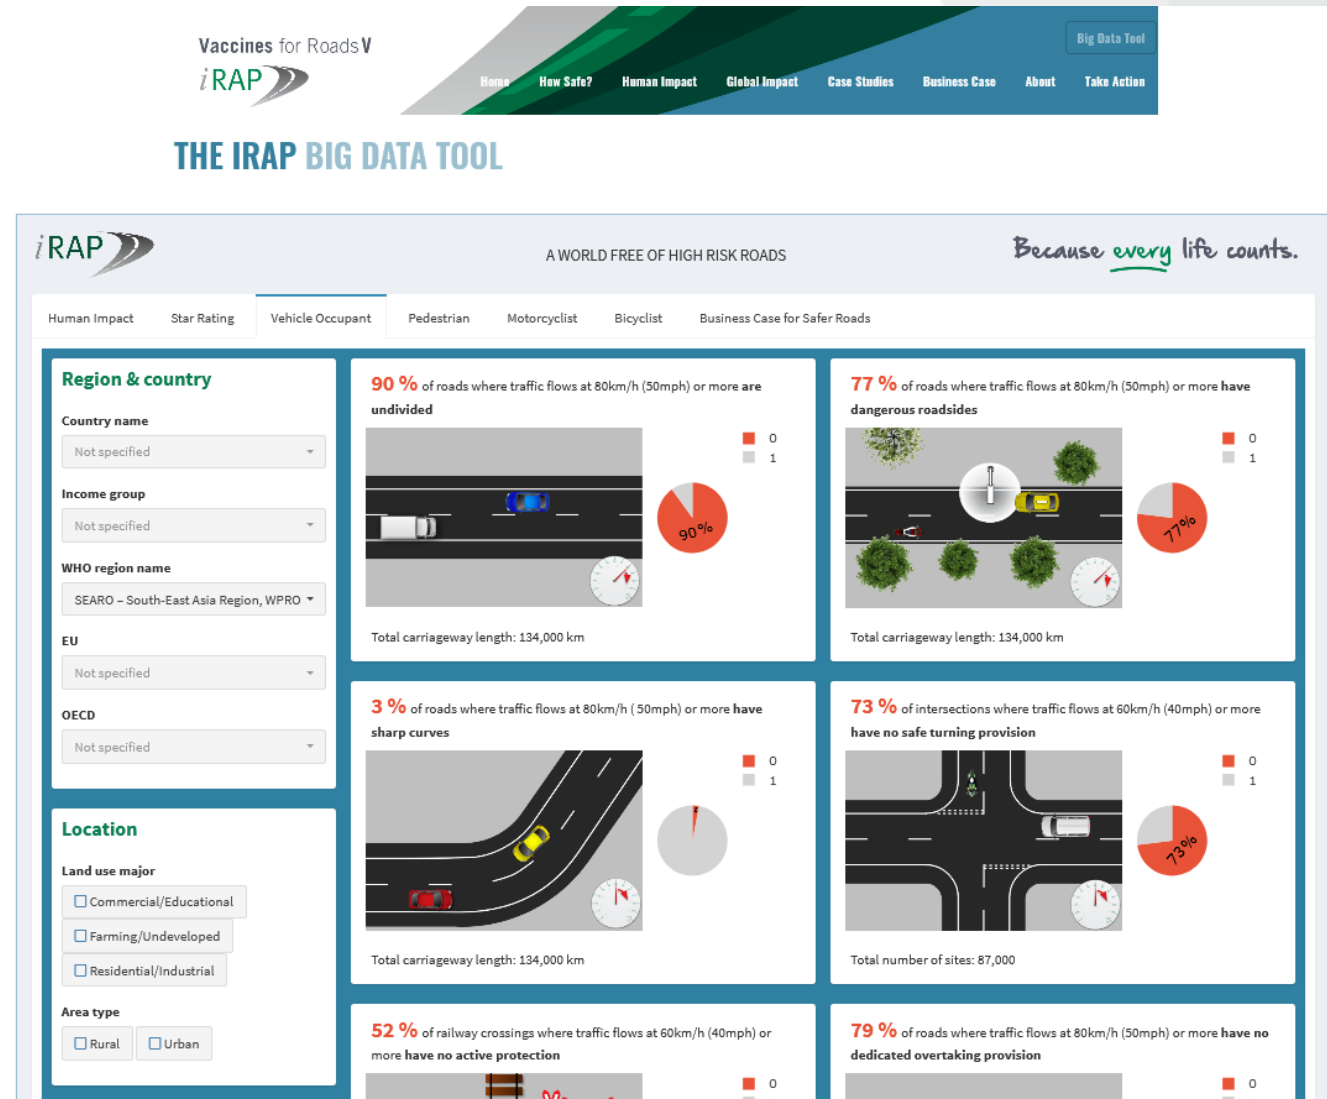 Vaccines for Roads V
iRAP
Big Data Tool
Home How Safe? Human Impact Global Impact Case Studies Business Case About Take Action
THE IRAP BIG DATA TOOL
iRAP
A WORLD FREE OF HIGH RISK ROADS
Because every life counts.
Human Impact Star Rating Vehicle Occupant Pedestrian Motorcyclist Bicyclist Business Case for Safer Roads
Region & country
Country name
Not specified
Income group
Not specified
WHO region name
SEARO – South-East Asia Region, WPRO
EU
Not specified
OECD
Not specified
Location
Land use major
Commercial/Educational
Farming/Undeveloped
Residential/Industrial
Area type
Rural Urban
90 % of roads where traffic flows at 80km/h (50mph) or more are
undivided
0
1
90%
Total carriageway length: 134,000 km
77 % of roads where traffic flows at 80km/h (50mph) or more have
dangerous roadsides
0
1
77%
Total carriageway length: 134,000 km
3 % of roads where traffic flows at 80km/h ( 50mph) or more have
sharp curves
0
1
Total carriageway length: 134,000 km
73 % of intersections where traffic flows at 60km/h (40mph) or more
have no safe turning provision
0
1
73%
Total number of sites: 87,000
52 % of railway crossings where traffic flows at 60km/h (40mph) or
more have no active protection
0
79 % of roads where traffic flows at 80km/h (50mph) or more have no
dedicated overtaking provision
0